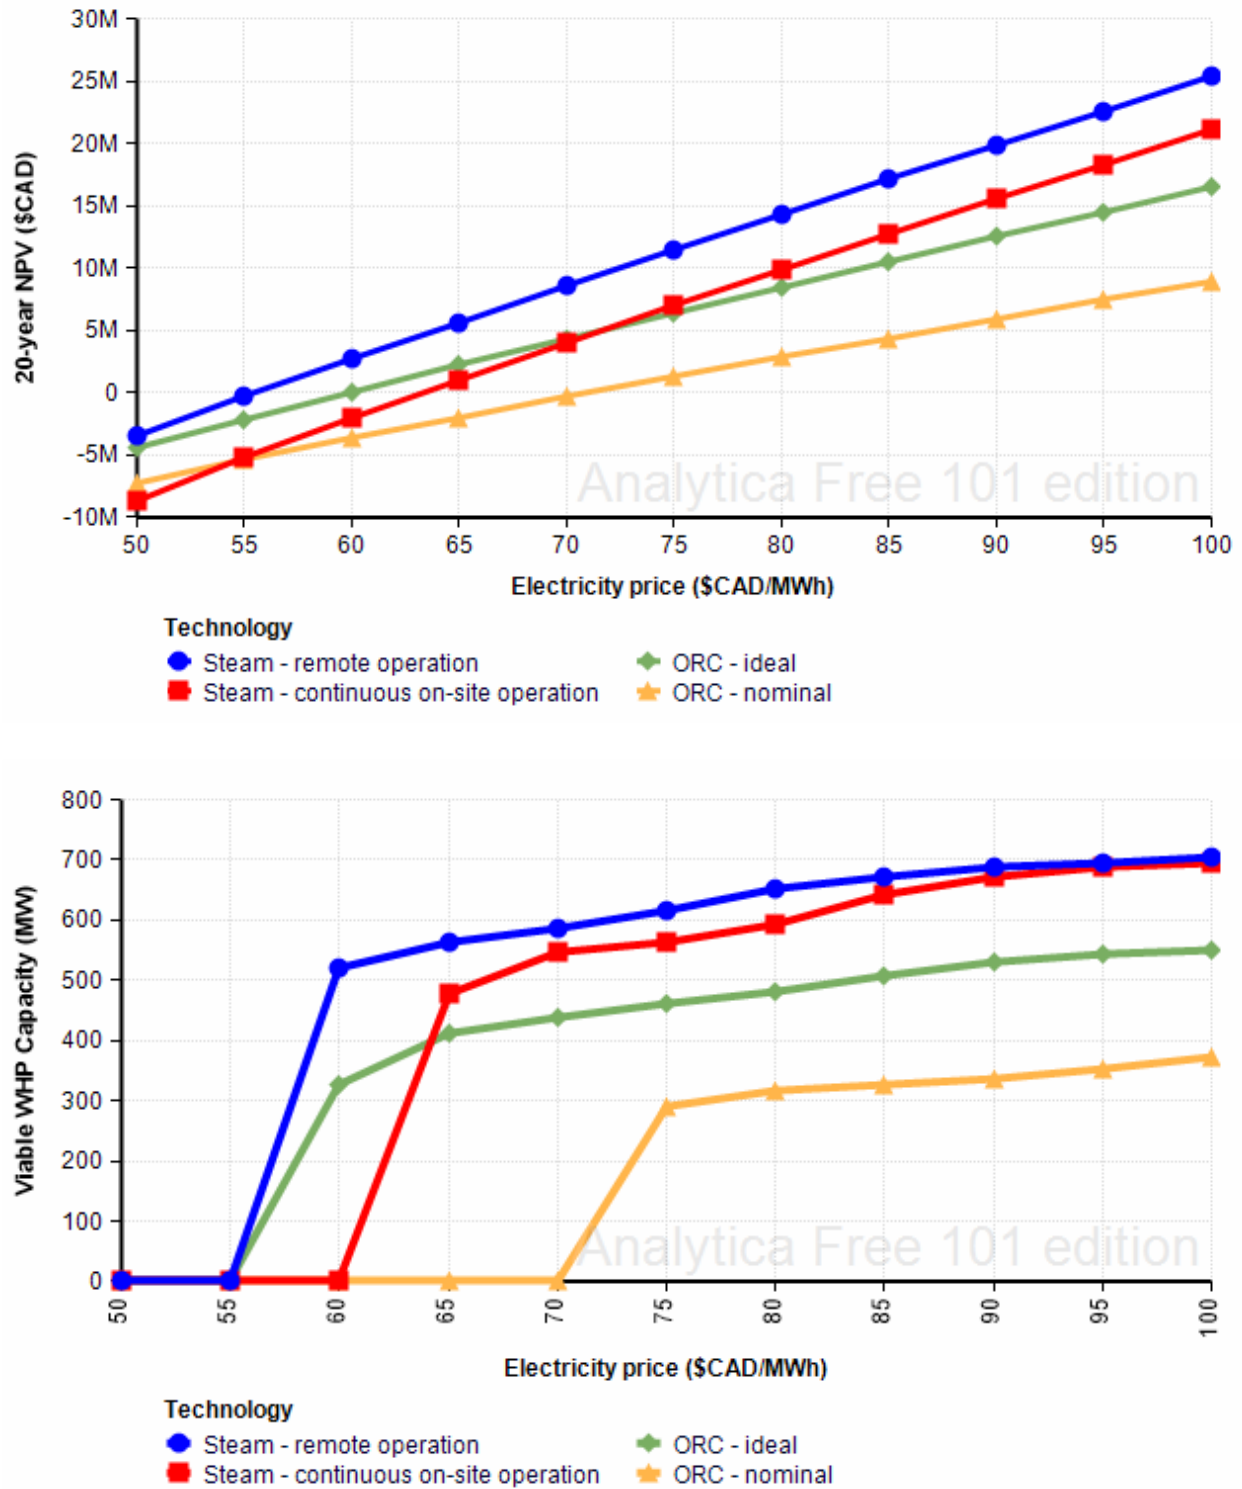 30M
25M
20M
15M
10M
5M
0
-5M
-10M
20-year NPV ($CAD)
Analytica Free 101 edition
50 55 60 65 70 75 80 85 90 95 100
Electricity price ($CAD/MWh)
Technology
Steam - remote operation ORC - ideal
Steam - continuous on-site operation ORC - nominal
800
700
600
500
400
300
200
100
0
Viable WHP Capacity (MW)
Analytica Free 101 edition
50 55 60 65 70 75 80 85 90 95 100
Electricity price ($CAD/MWh)
Technology
Steam - remote operation ORC - ideal
Steam - continuous on-site operation ORC - nominal